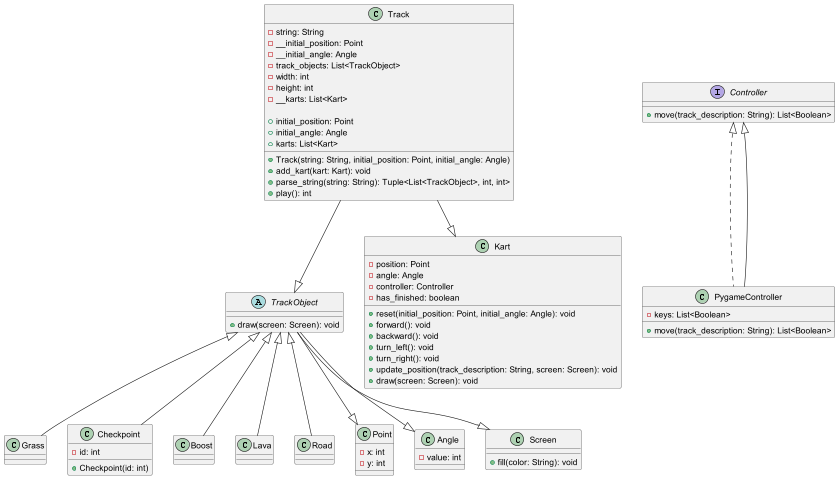 C Track
string: String
__initial_position: Point
__initial_angle: Angle
track_objects: List<TrackObject>
width: int
height: int
__karts: List<Kart>
initial_position: Point
initial_angle: Angle
karts: List<Kart>
Track(string: String, initial_position: Point, initial_angle: Angle)
add_kart(kart: Kart): void
parse_string(string: String): Tuple<List<TrackObject>, int, int>
play(): int
I Controller
move(track_description: String): List<Boolean>
C Kart
position: Point
angle: Angle
controller: Controller
has_finished: boolean
reset(initial_position: Point, initial_angle: Angle): void
forward(): void
backward(): void
turn_left(): void
turn_right(): void
update_position(track_description: String, screen: Screen): void
draw(screen: Screen): void
A TrackObject
draw(screen: Screen): void
C PygameController
keys: List<Boolean>
move(track_description: String): List<Boolean>
C Grass
C Checkpoint
id: int
Checkpoint(id: int)
C Boost
C Lava
C Road
C Point
x: int
y: int
C Angle
value: int
C Screen
fill(color: String): void